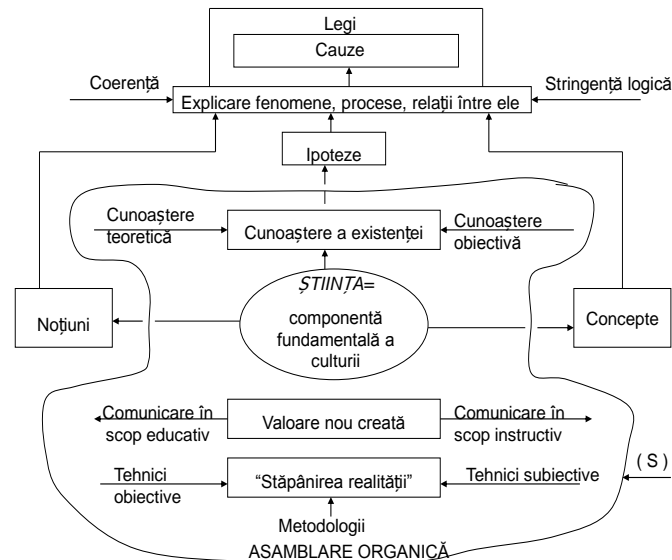 Legi
Cauze
Coerență
Stringență logică
Explicare fenomene, procese, relații între ele
Ipoteze
Cunoaștere
teoretică
Cunoaștere a existenței
Cunoaștere
obiectivă
ȘTIINȚA=
componentă
fundamentală a
culturii
Noțiuni
Concepte
Comunicare în
scop educativ
Valoare nou creată
Comunicare în
scop instructiv
Tehnici
obiective
“Stăpânirea realității”
Tehnici subiective
( S )
Metodologii
ASAMBLARE ORGANICĂ